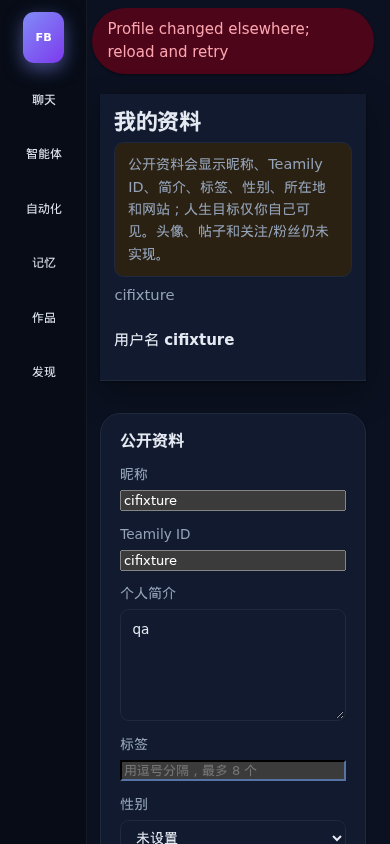 FB
Profile changed elsewhere;
reload and retry
聊天
智能体
自动化
记忆
作品
发现
我的资料
公开资料会显示昵称、Teamily
ID、简介、标签、性别、所在地
和网站；人生目标仅你自己可
见。头像、帖子和关注/粉丝仍未
实现。
cifixture
用户名 cifixture
公开资料
昵称
cifixture
Teamily ID
cifixture
个人简介
qa
标签
用逗号分隔，最多 8 个
性别
未设置